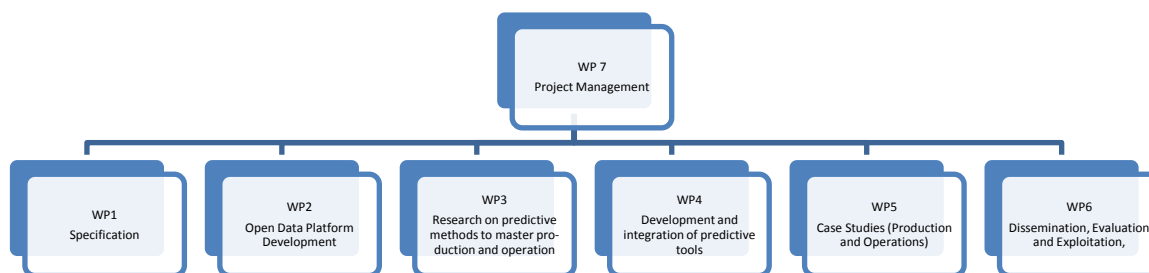 WP 7
Project Management
WP1
Specification
WP2
Open Data Platform
Development
WP3
Research on predictive
methods to master pro-
duction and operation
WP4
Development and
integration of predictive
tools
WP5
Case Studies (Production
and Operations)
WP6
Dissemination, Evaluation
and Exploitation,